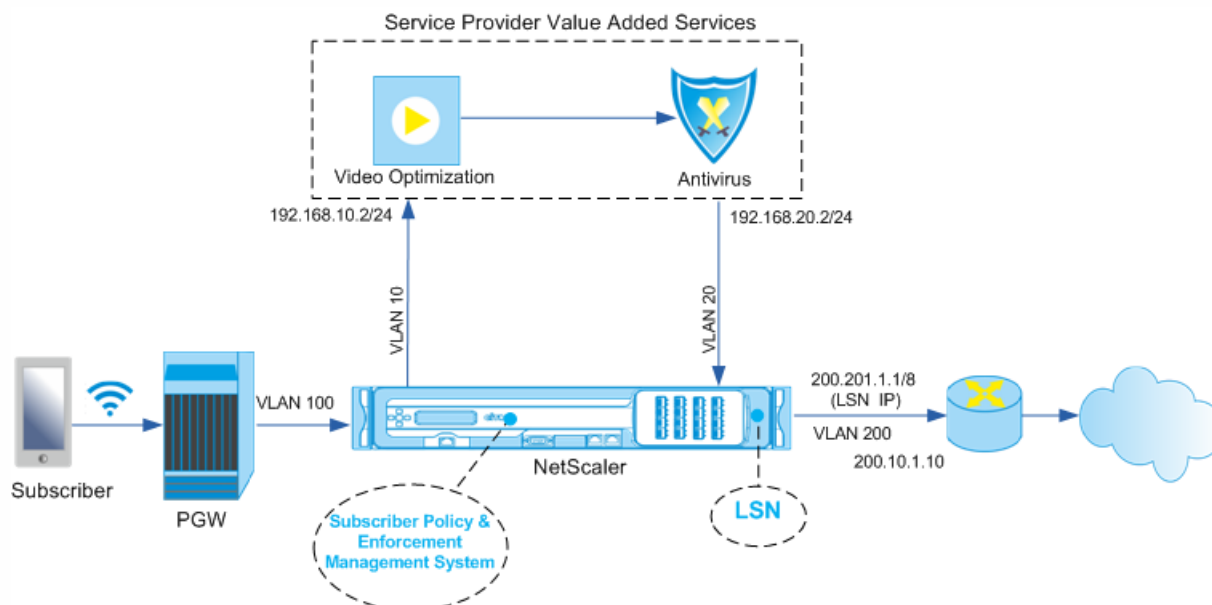 Service Provider Value Added Services
Video Optimization
Antivirus
192.168.10.2/24
192.168.20.2/24
VLAN 10
VLAN 20
VLAN 100
200.201.1.1/8
(LSN IP)
VLAN 200
200.10.1.10
Subscriber
PGW
NetScaler
Subscriber Policy &
Enforcement
Management System
LSN